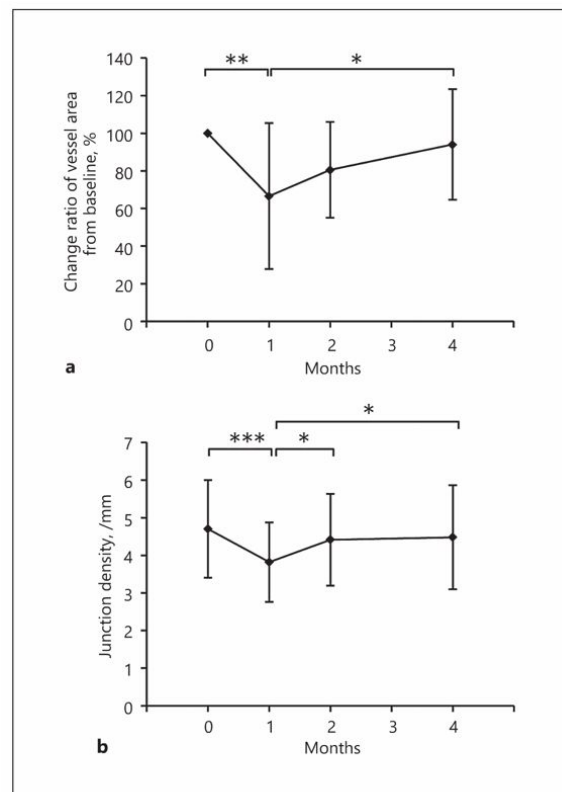 ** *
140
120
100
80
60
40
20
0
Change ratio of vessel area
from baseline, %
0 1 2 3 4
Months
a
*
*** *
7
6
5
4
3
2
1
0
Junction density, /mm
0 1 2 3 4
Months
b